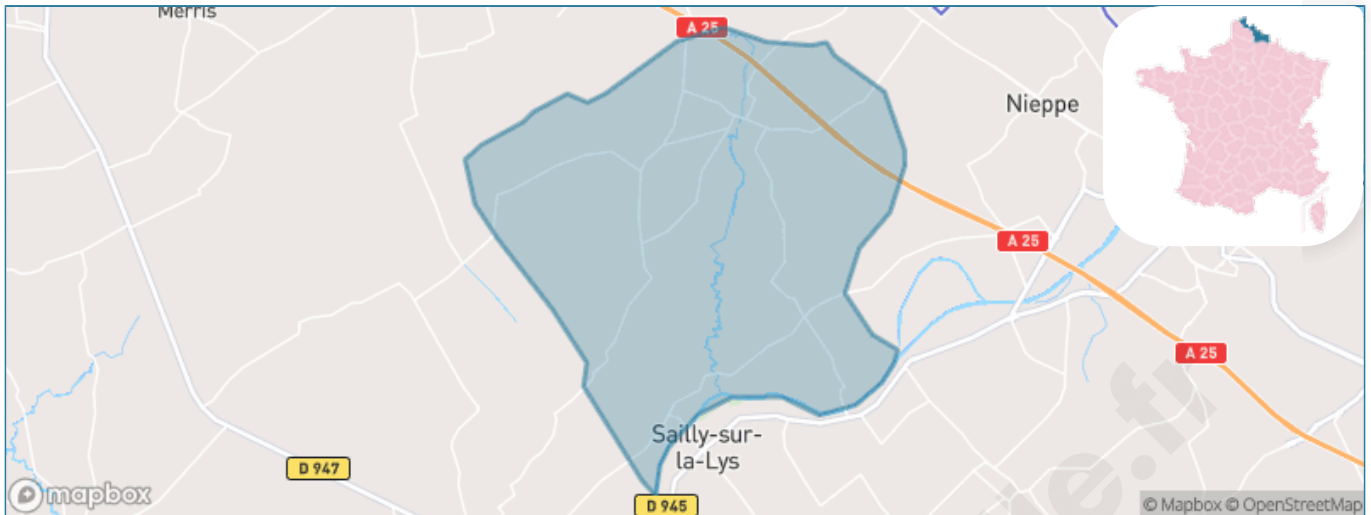 Merris
A 25
Nieppe
A 25
A 25
Sailly-sur-
la-Lys
D 947
D 945
mapbox
© Mapbox © OpenStreetMap